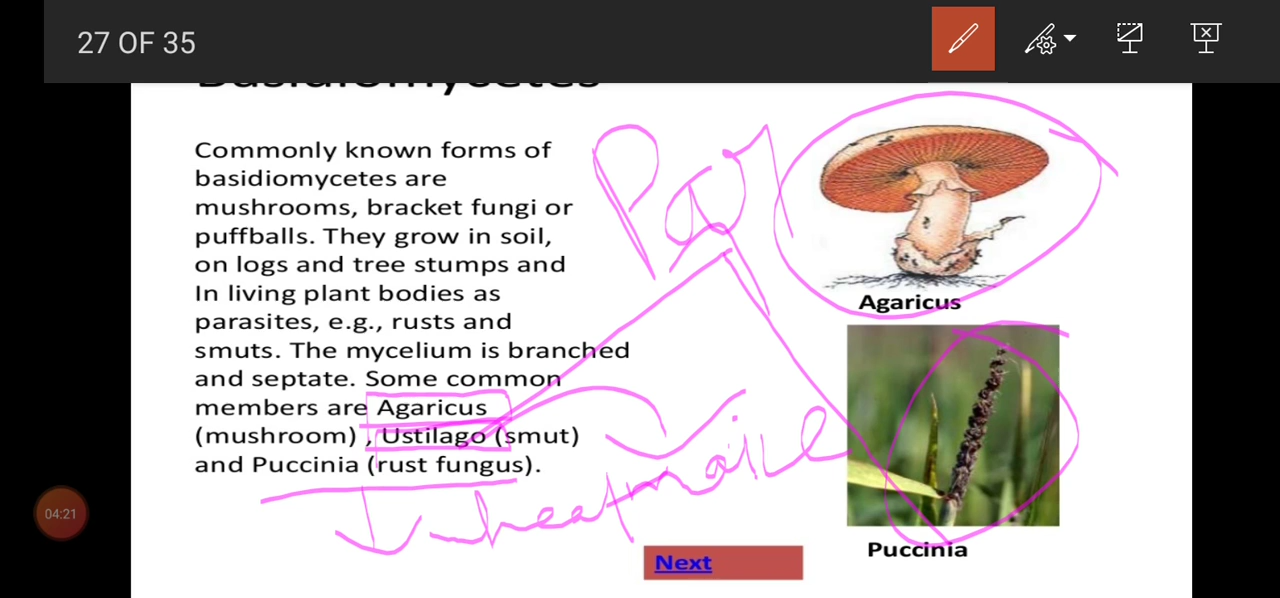 27 OF 35
Basidiomycetes
Commonly known forms of
basidiomycetes are
mushrooms, bracket fungi or
puffballs. They grow in soil,
on logs and tree stumps and
In living plant bodies as
parasites, e.g., rusts and
smuts. The mycelium is branched
and septate. Some common
members are Agaricus
(mushroom) , Ustilago (smut)
and Puccinia (rust fungus).
Par
wheat maize
Agaricus
Puccinia
Next
04:21